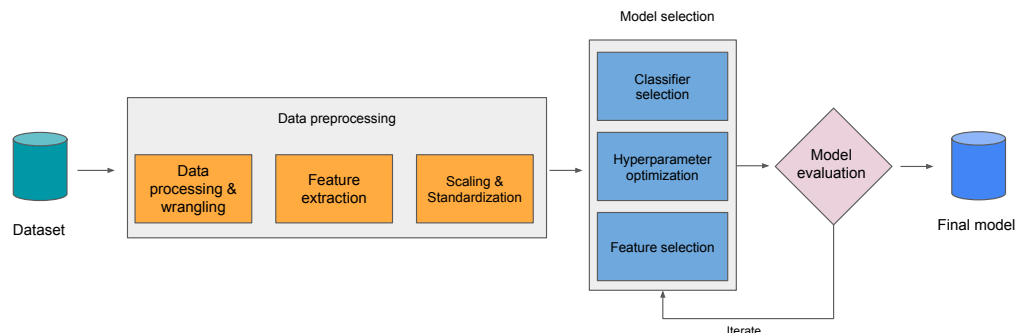 Model selection
Data preprocessing
Data
processing &
wrangling
Feature
extraction
Scaling &
Standardization
Classifier
selection
Hyperparameter
optimization
Feature selection
Model
evaluation
Dataset
Final model
Iterate